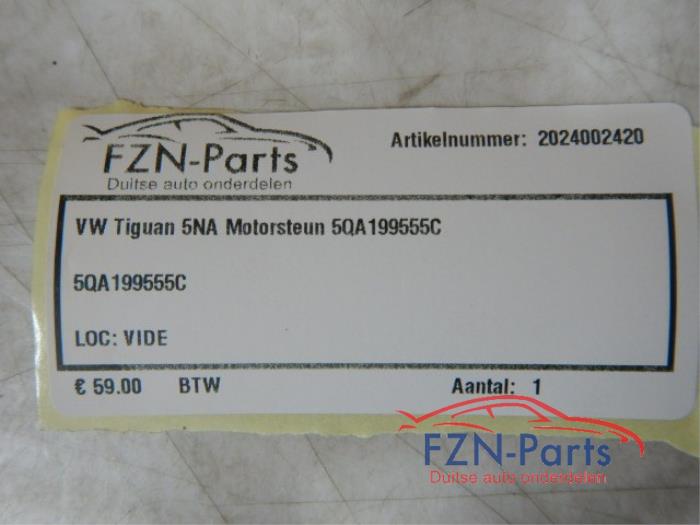 FZN-Parts
Duitse auto onderdelen
Artikelnummer: 2024002420
VW Tiguan 5NA Motorsteun 5QA199555C
5QA199555C
LOC: VIDE
€ 59.00 BTW Aantal: 1
FZN-Parts
Duitse auto onderdelen